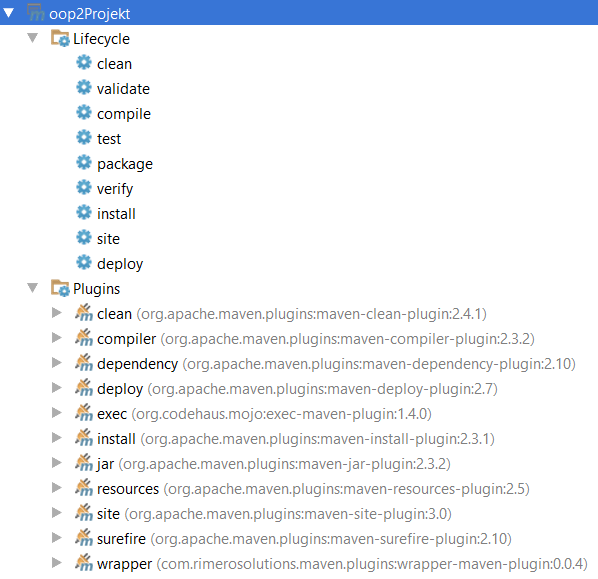 oop2Projekt
Lifecycle
clean
validate
compile
test
package
verify
install
site
deploy
Plugins
clean (org.apache.maven.plugins:maven-clean-plugin:2.4.1)
compiler (org.apache.maven.plugins:maven-compiler-plugin:2.3.2)
dependency (org.apache.maven.plugins:maven-dependency-plugin:2.10)
deploy (org.apache.maven.plugins:maven-deploy-plugin:2.7)
exec (org.codehaus.mojo:exec-maven-plugin:1.4.0)
install (org.apache.maven.plugins:maven-install-plugin:2.3.1)
jar (org.apache.maven.plugins:maven-jar-plugin:2.3.2)
resources (org.apache.maven.plugins:maven-resources-plugin:2.5)
site (org.apache.maven.plugins:maven-site-plugin:3.0)
surefire (org.apache.maven.plugins:maven-surefire-plugin:2.10)
wrapper (com.rimerosolutions.maven.plugins:wrapper-maven-plugin:0.0.4)